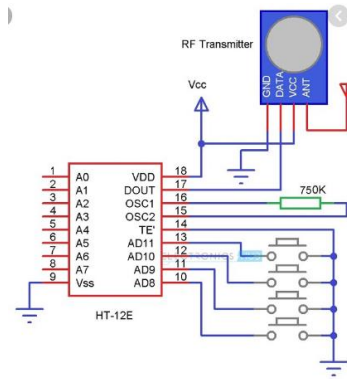 RF Transmitter
GND
DATA
VCC
ANT
Vcc
750K
1 A0 VDD 18
2 A1 DOUT 17
3 A2 OSC1 16
4 A3 OSC2 15
5 A4 TE' 14
6 A5 AD11 13
7 A6 AD10 12
8 A7 AD9 11
9 Vss AD8 10
HT-12E